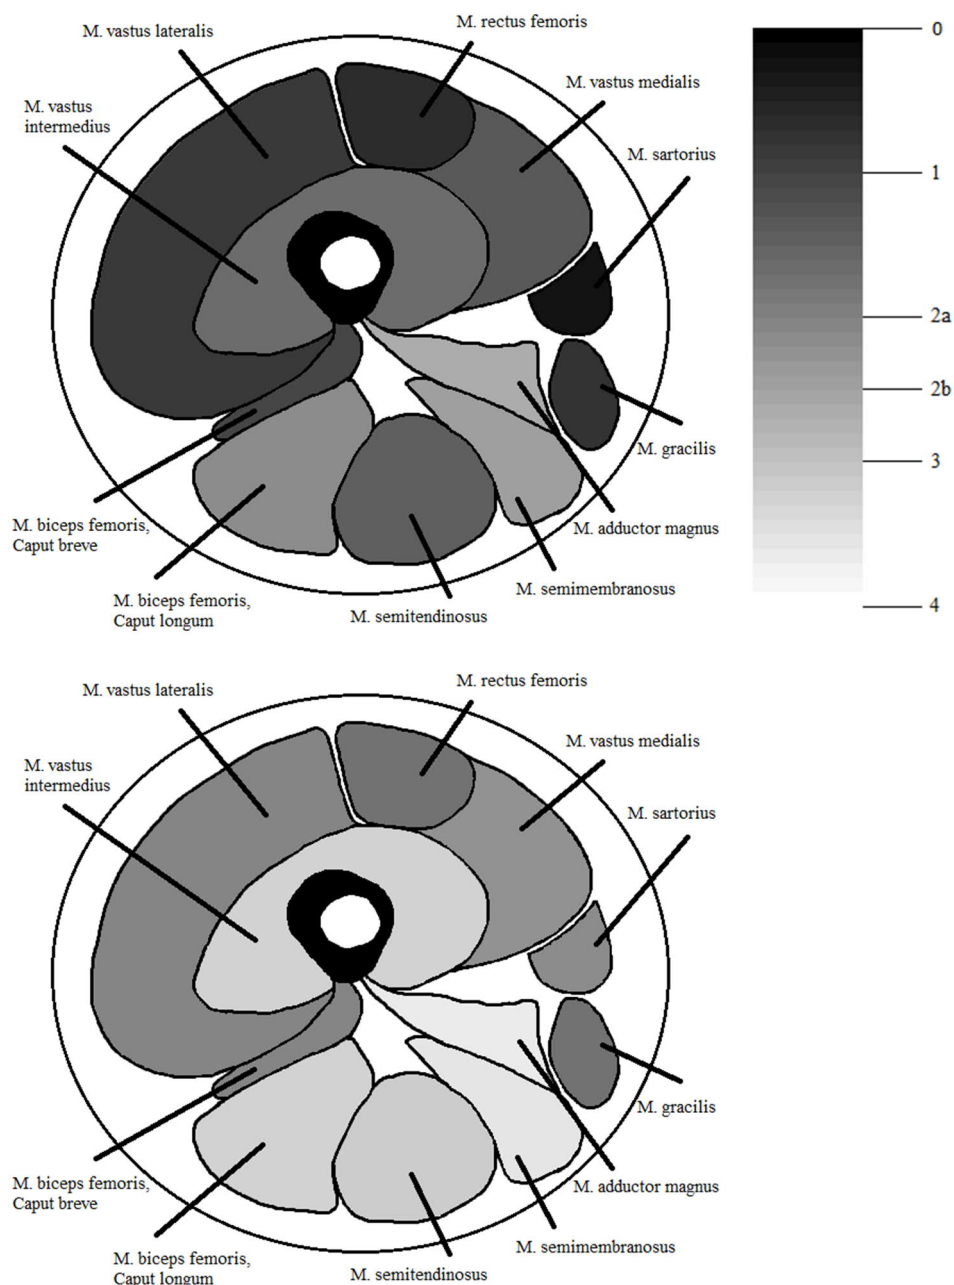 M. rectus femoris
M. vastus lateralis
M. vastus medialis
M. vastus
intermedius
M. sartorius
M. gracilis
M. adductor magnus
M. biceps femoris,
Caput breve
M. semimembranosus
M. biceps femoris,
Caput longum
M. semitendinosus
0
1
2a
2b
3
4
M. rectus femoris
M. vastus lateralis
M. vastus medialis
M. vastus
intermedius
M. sartorius
M. gracilis
M. adductor magnus
M. biceps femoris,
Caput breve
M. semimembranosus
M. biceps femoris,
Caput longum
M. semitendinosus